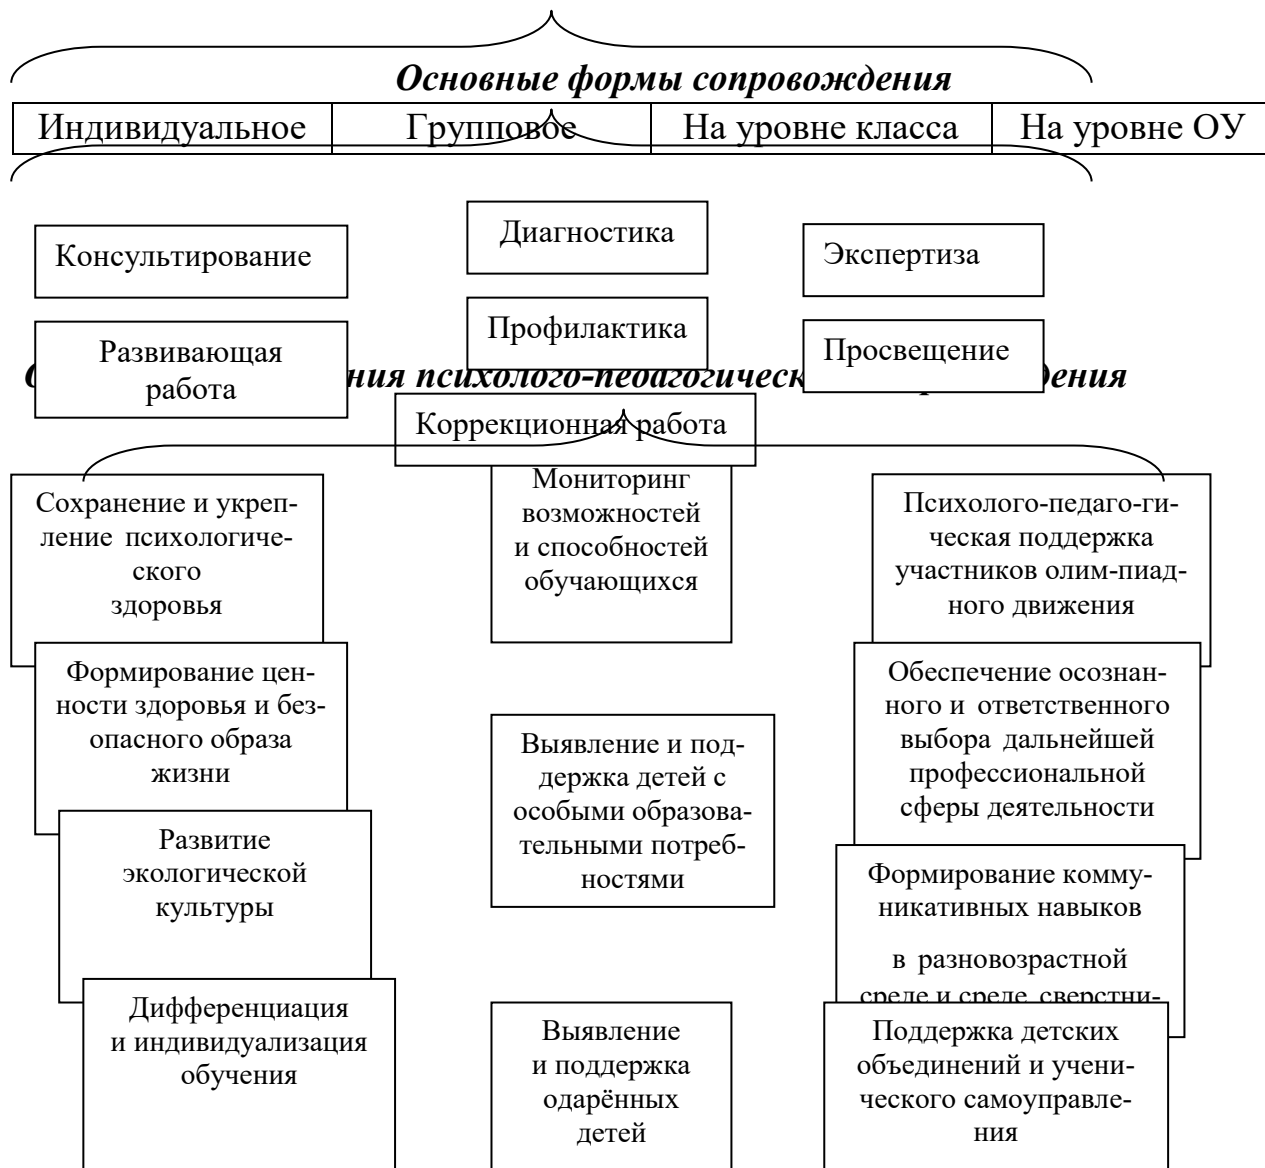 Основные формы сопровождения
Индивидуальное Групповое На уровне класса На уровне ОУ
Консультирование
Диагностика
Экспертиза
Развивающая
работа
Профилактика
Просвещение
ния психолого-педагогическ дения
Коррекционная работа
Сохранение и укреп-
ление психологиче-
ского
здоровья
Формирование цен-
ности здоровья и без-
опасного образа
жизни
Развитие
экологической
культуры
Дифференциация
и индивидуализация
обучения
Мониторинг
возможностей
и способностей
обучающихся
Выявление и под-
держка детей с
особыми образова-
тельными потреб-
ностями
Выявление
и поддержка
одарённых
детей
Психолого-педаго-ги-
ческая поддержка
участников олим-пиад-
ного движения
Обеспечение осознан-
ного и ответственного
выбора дальнейшей
профессиональной
сферы деятельности
Формирование комму-
никативных навыков
в разновозрастной
среде и среде сверстни-
Поддержка детских
объединений и учени-
ческого самоуправле-
ния